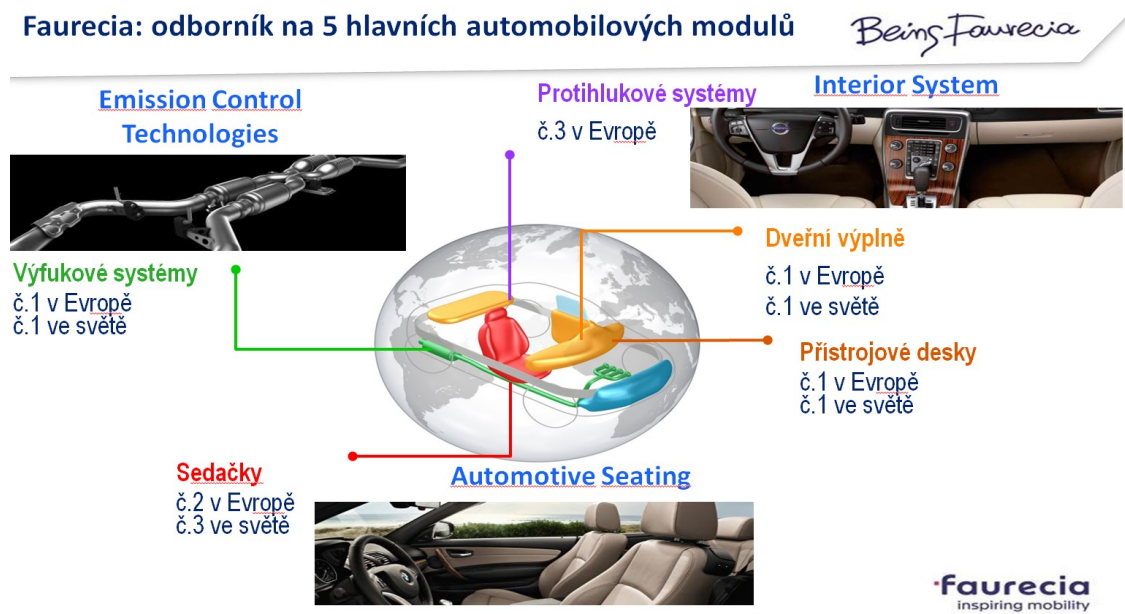 Faurecia: odborník na 5 hlavních automobilových modulů
Being Faurecia
Emission Control
Technologies
Protihlukové systémy
č.3 v Evropě
Interior System
Výfukové systémy
č.1 v Evropě
č.1 ve světě
Dveřní výplně
č.1 v Evropě
č.1 ve světě
Přístrojové desky
č.1 v Evropě
č.1 ve světě
Sedačky
č.2 v Evropě
č.3 ve světě
Automotive Seating
faurecia
inspiring mobility